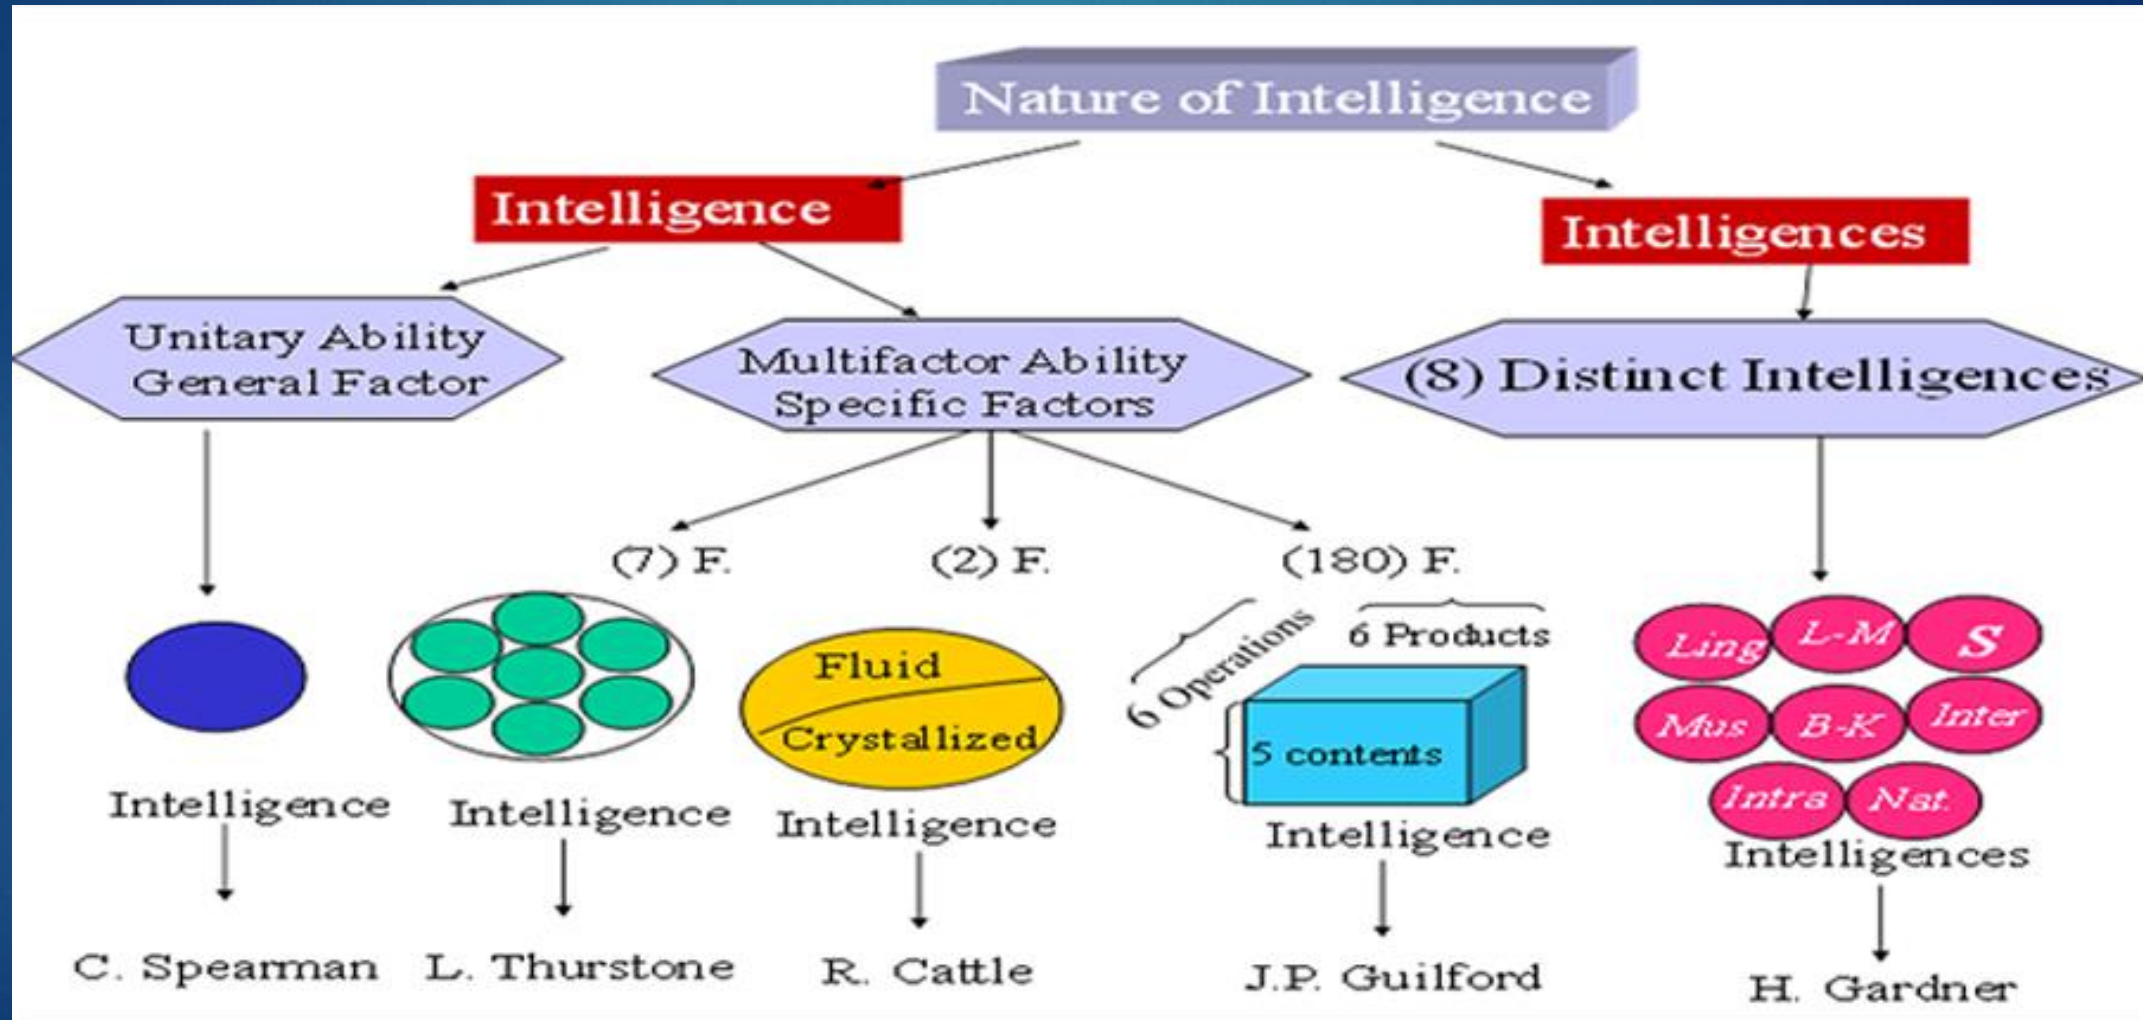 Nature of Intelligence
Intelligence
Intelligences
Unitary Ability
General Factor
Multifactor Ability
Specific Factors
(8) Distinct Intelligences
(7) F.
(2) F.
(180) F.
6 Operations
6 Products
5 contents
Fluid
Crystallized
Ling
L-M
S
Mus
B-K
Inter
Intra
Nat.
Intelligence
Intelligence
Intelligence
Intelligence
Intelligences
C. Spearman
L. Thurstone
R. Cattle
J.P. Guilford
H. Gardner